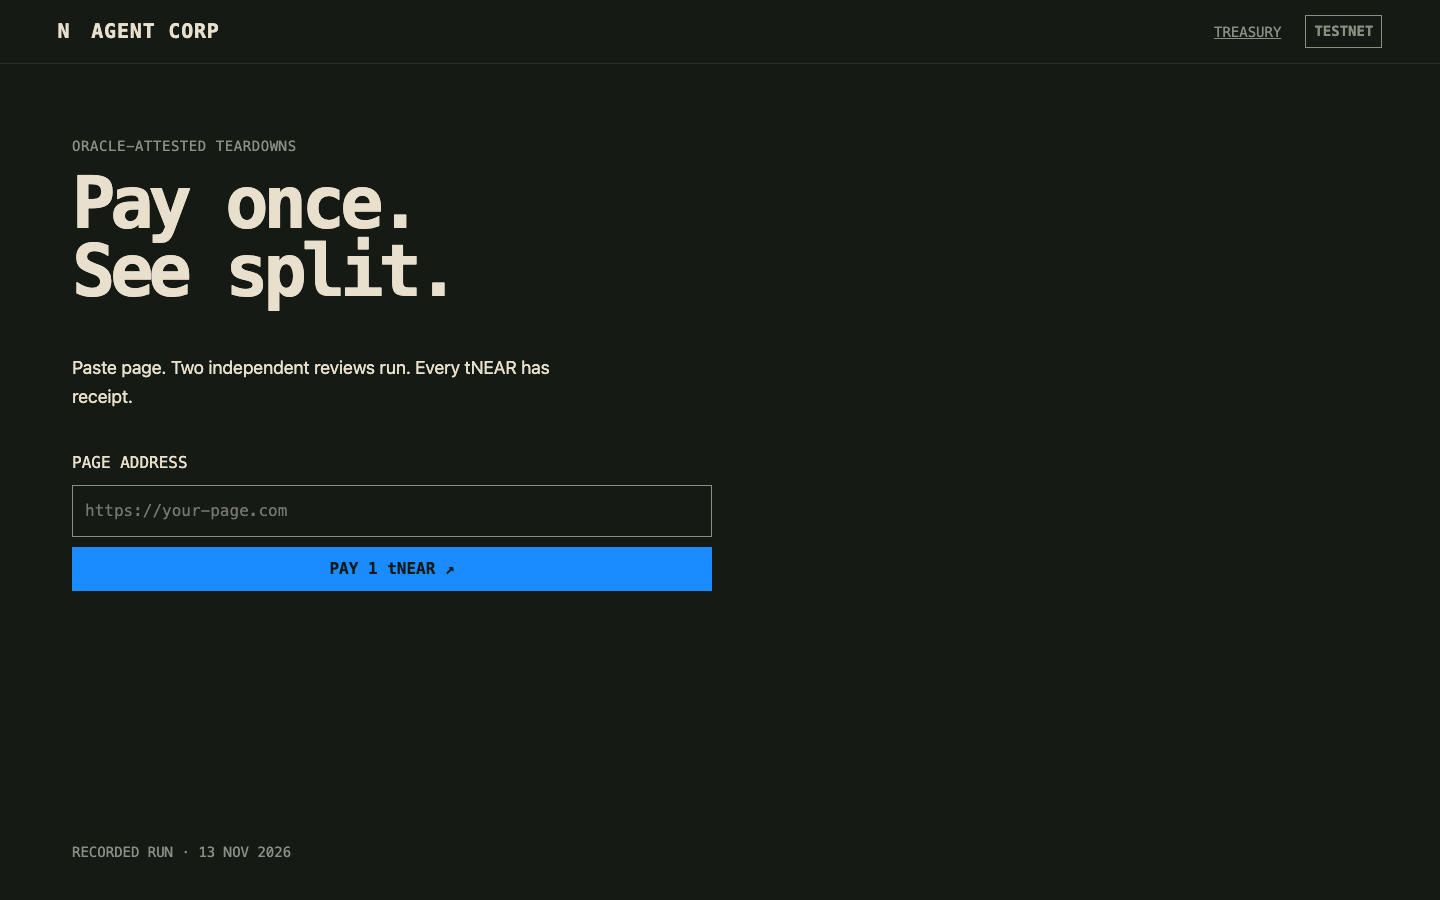 N AGENT CORP
TREASURY
TESTNET
ORACLE-ATTESTED TEARDOWNS
Pay once.
See split.
Paste page. Two independent reviews run. Every tNEAR has
receipt.
PAGE ADDRESS
https://your-page.com
PAY 1 tNEAR ↗
RECORDED RUN · 13 NOV 2026